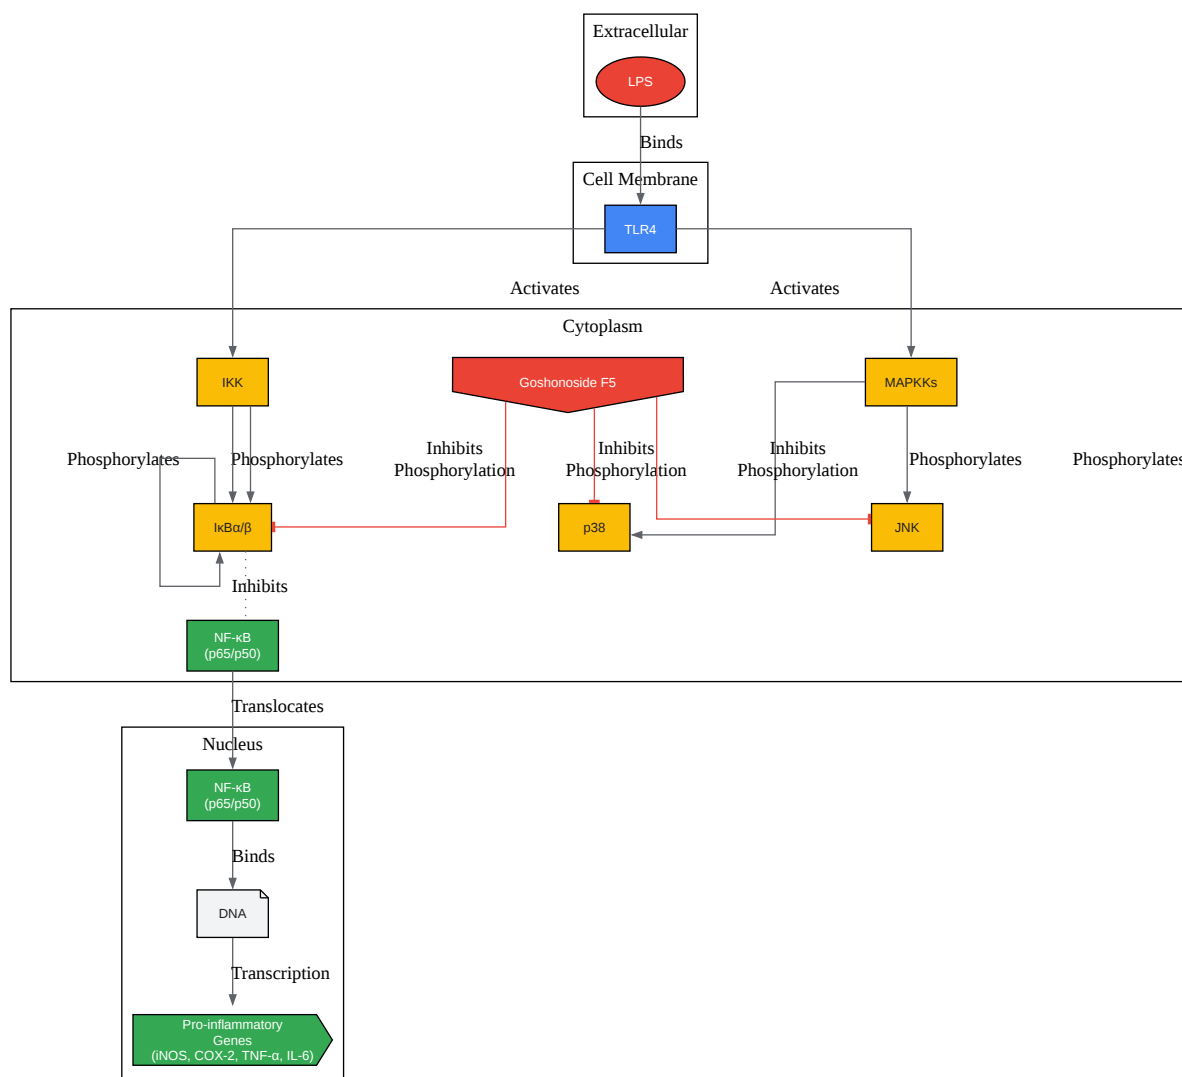 Extracellular
LPS
Binds
Cell Membrane
TLR4
Activates
Activates
Cytoplasm
IKK
Goshonoside F5
MAPKKs
Phosphorylates
Phosphorylates
Inhibits
Phosphorylation
Inhibits
Phosphorylation
Inhibits
Phosphorylation
Phosphorylates
Phosphorylates
IκBα/β
p38
JNK
Inhibits
NF-κB
(p65/p50)
Translocates
Nucleus
NF-κB
(p65/p50)
Binds
DNA
Transcription
Pro-inflammatory
Genes
(iNOS, COX-2, TNF-α, IL-6)